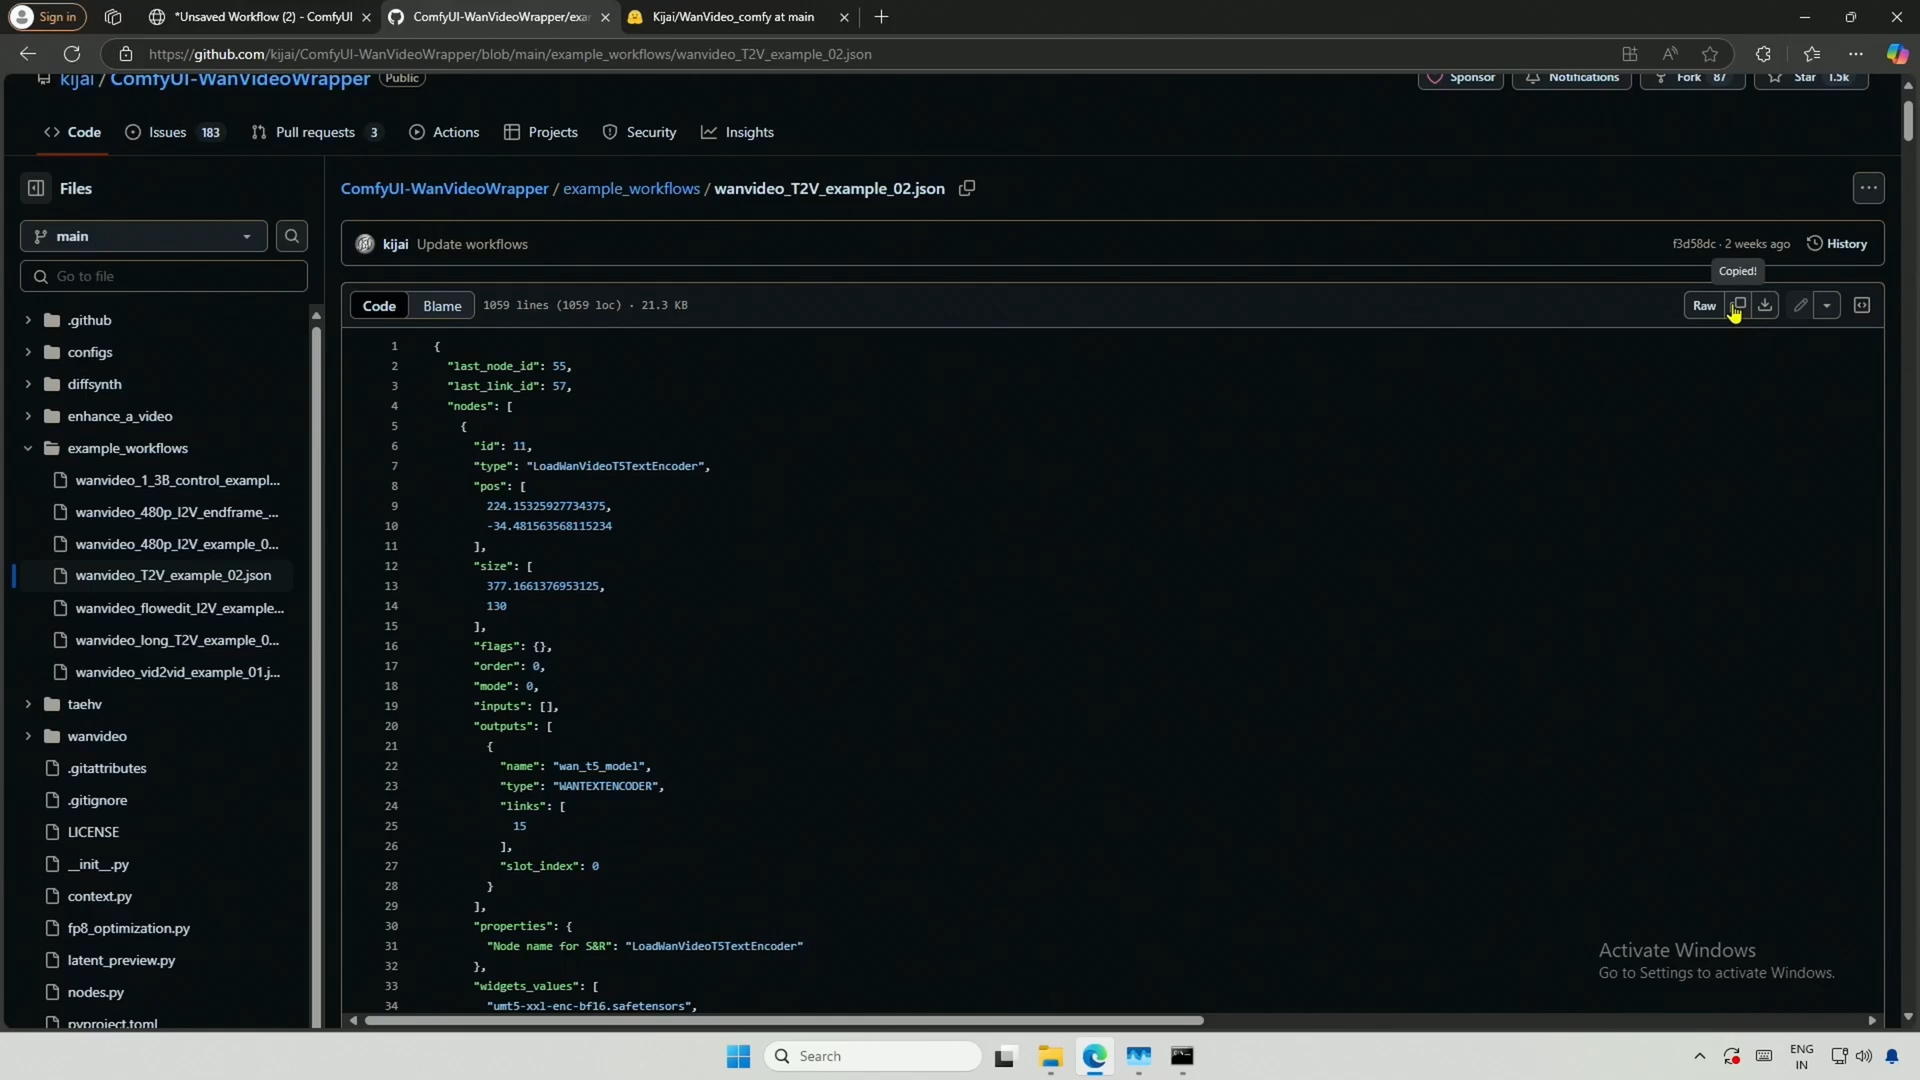 Sign in
*Unsaved Workflow (2) - ComfyUI
ComfyUI-WanVideoWrapper/exa
Kijai/WanVideo_comfy at main
https://github.com/kijai/ComfyUI-WanVideoWrapper/blob/main/example_workflows/wanvideo_T2V_example_02.json
kijai / ComfyUI-WanVideoWrapper Public
Sponsor
Notifications
Fork 87
Star 1.5k
Code
Issues 183
Pull requests 3
Actions
Projects
Security
Insights
Files
ComfyUI-WanVideoWrapper / example_workflows / wanvideo_T2V_example_02.json
main
kijai Update workflows
f3d58dc · 2 weeks ago
History
Go to file
Copied!
Code
Blame
1059 lines (1059 loc) · 21.3 KB
Raw
.github
configs
diffsynth
enhance_a_video
example_workflows
wanvideo_1_3B_control_exampl...
wanvideo_480p_I2V_endframe_...
wanvideo_480p_I2V_example_0...
wanvideo_T2V_example_02.json
wanvideo_flowedit_I2V_example...
wanvideo_long_T2V_example_0...
wanvideo_vid2vid_example_01.j...
taehv
wanvideo
.gitattributes
.gitignore
LICENSE
__init__.py
context.py
fp8_optimization.py
latent_preview.py
nodes.py
pyproject.toml
1 {
2 "last_node_id": 55,
3 "last_link_id": 57,
4 "nodes": [
5 {
6 "id": 11,
7 "type": "LoadWanVideoT5TextEncoder",
8 "pos": [
9 224.15325927734375,
10 -34.481563568115234
11 ],
12 "size": [
13 377.1661376953125,
14 130
15 ],
16 "flags": {},
17 "order": 0,
18 "mode": 0,
19 "inputs": [],
20 "outputs": [
21 {
22 "name": "wan_t5_model",
23 "type": "WANTEXTENCODER",
24 "links": [
25 15
26 ],
27 "slot_index": 0
28 }
29 ],
30 "properties": {
31 "Node name for S&R": "LoadWanVideoT5TextEncoder"
32 },
33 "widgets_values": [
34 "umt5-xxl-enc-bf16.safetensors",
Activate Windows
Go to Settings to activate Windows.
Search
ENG
IN